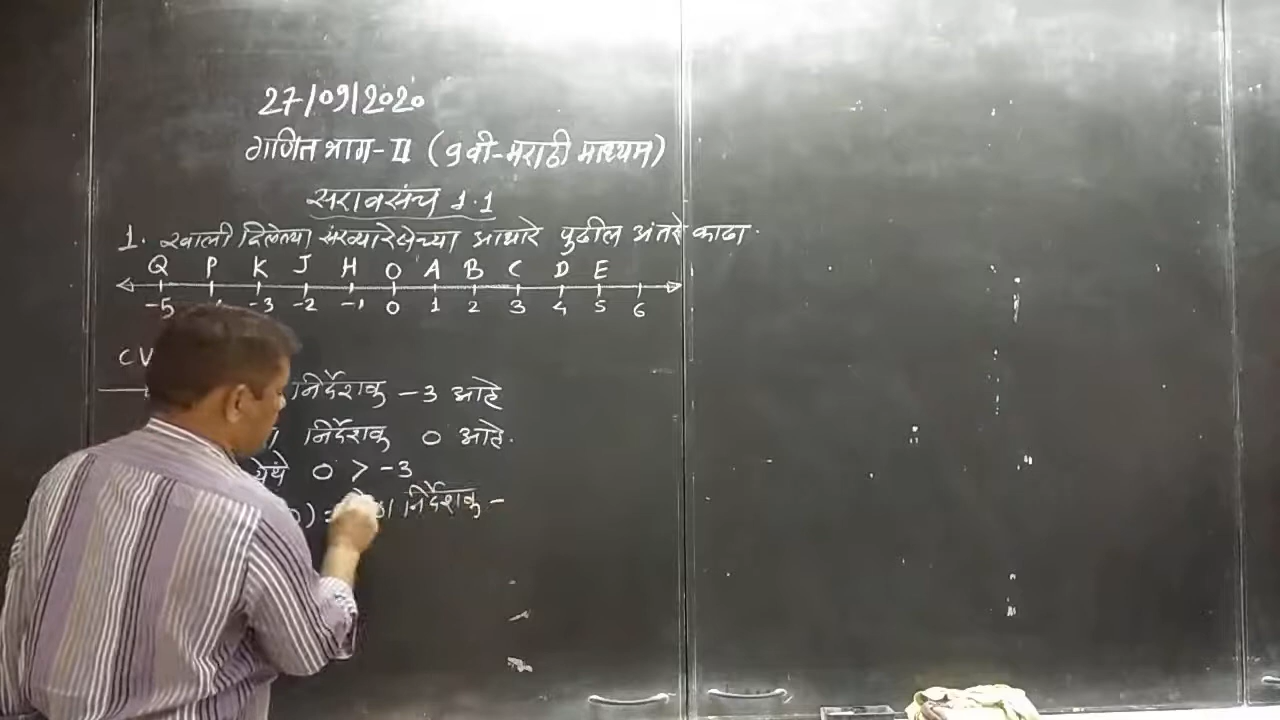 27/09/2020
गणित भाग-II (9वी-मराठी माध्यम)
सरावसंच 1.1
1. खाली दिलेल्या संख्यारेषेच्या आधारे पुढील अंतरे काढा.
Q P K J H O A B C D E
-5 -3 -2 -1 0 1 2 3 4 5 6
CV
निर्देशक -3 आहे
निर्देशक 0 आहे.
येथे 0 > -3
निर्देशक -